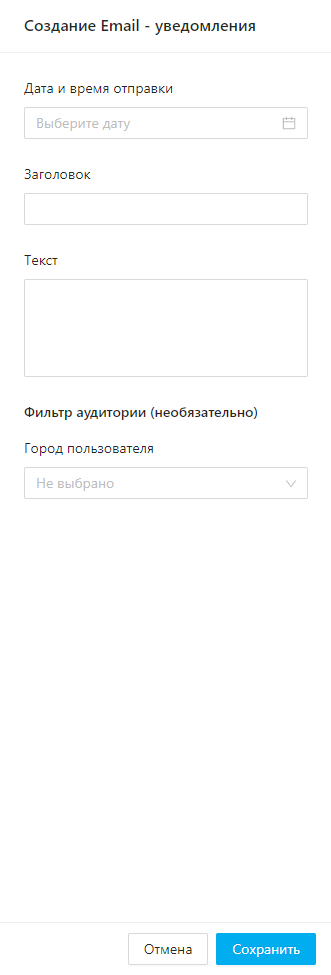 Создание Email - уведомления
Дата и время отправки
Выберите дату
Заголовок
Текст
Фильтр аудитории (необязательно)
Город пользователя
Не выбрано
Отмена
Сохранить